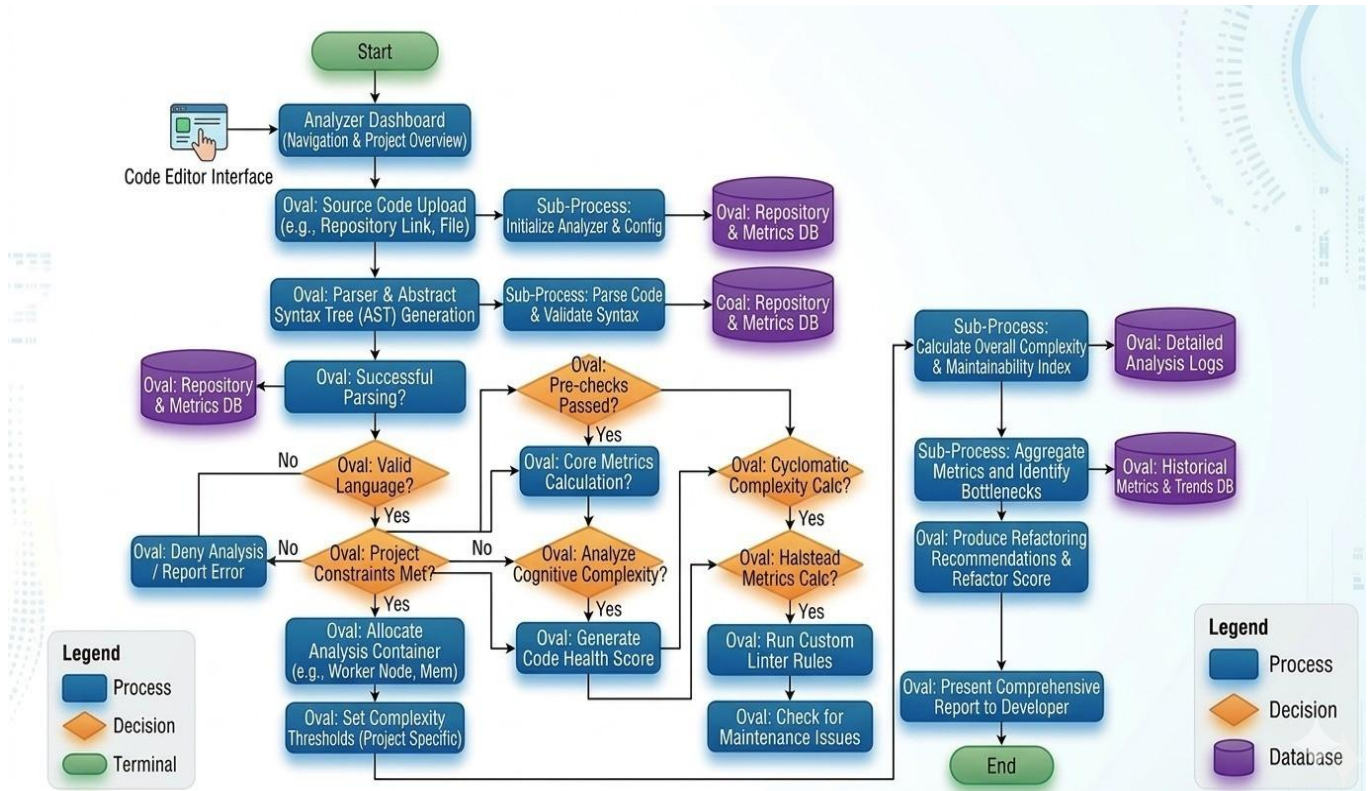 Start
Analyzer Dashboard
(Navigation & Project Overview)
Code Editor Interface
Oval: Source Code Upload
(e.g., Repository Link, File)
Sub-Process:
Initialize Analyzer & Config
Oval: Repository
& Metrics DB
Oval: Parser & Abstract
Syntax Tree (AST) Generation
Sub-Process: Parse Code
& Validate Syntax
Coal: Repository
& Metrics DB
Oval: Repository
& Metrics DB
Oval: Successful
Parsing?
Oval:
Pre-checks
Passed?
Yes
No
Oval: Valid
Language?
Yes
Oval: Core Metrics
Calculation?
Oval: Cyclomatic
Complexity Calc?
Yes
Oval: Deny Analysis
/ Report Error
No
Oval: Project
Constraints Met?
No
Yes
Oval: Analyze
Cognitive Complexity?
Yes
Oval: Halstead
Metrics Calc?
Yes
Oval: Allocate
Analysis Container
(e.g., Worker Node, Mem)
Oval: Generate
Code Health Score
Oval: Run Custom
Linter Rules
Oval: Set Complexity
Thresholds (Project Specific)
Oval: Check for
Maintenance Issues
Sub-Process:
Calculate Overall Complexity
& Maintainability Index
Oval: Detailed
Analysis Logs
Sub-Process: Aggregate
Metrics and Identify
Bottlenecks
Oval: Historical
Metrics & Trends DB
Oval: Produce Refactoring
Recommendations &
Refactor Score
Oval: Present Comprehensive
Report to Developer
End
Legend
Process
Decision
Terminal
Legend
Process
Decision
Database